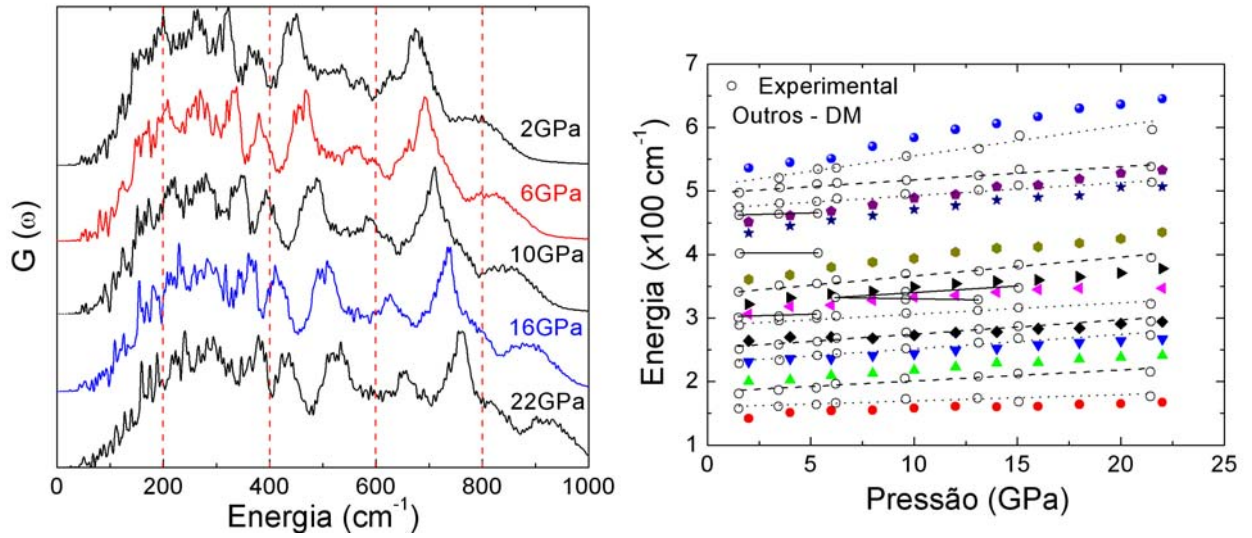 G (ω)
2GPa
6GPa
10GPa
16GPa
22GPa
0 200 400 600 800 1000
Energia (cm-1)
Energia (x100 cm-1)
7
6
5
4
3
2
1
Experimental
Outros - DM
0 5 10 15 20 25
Pressão (GPa)